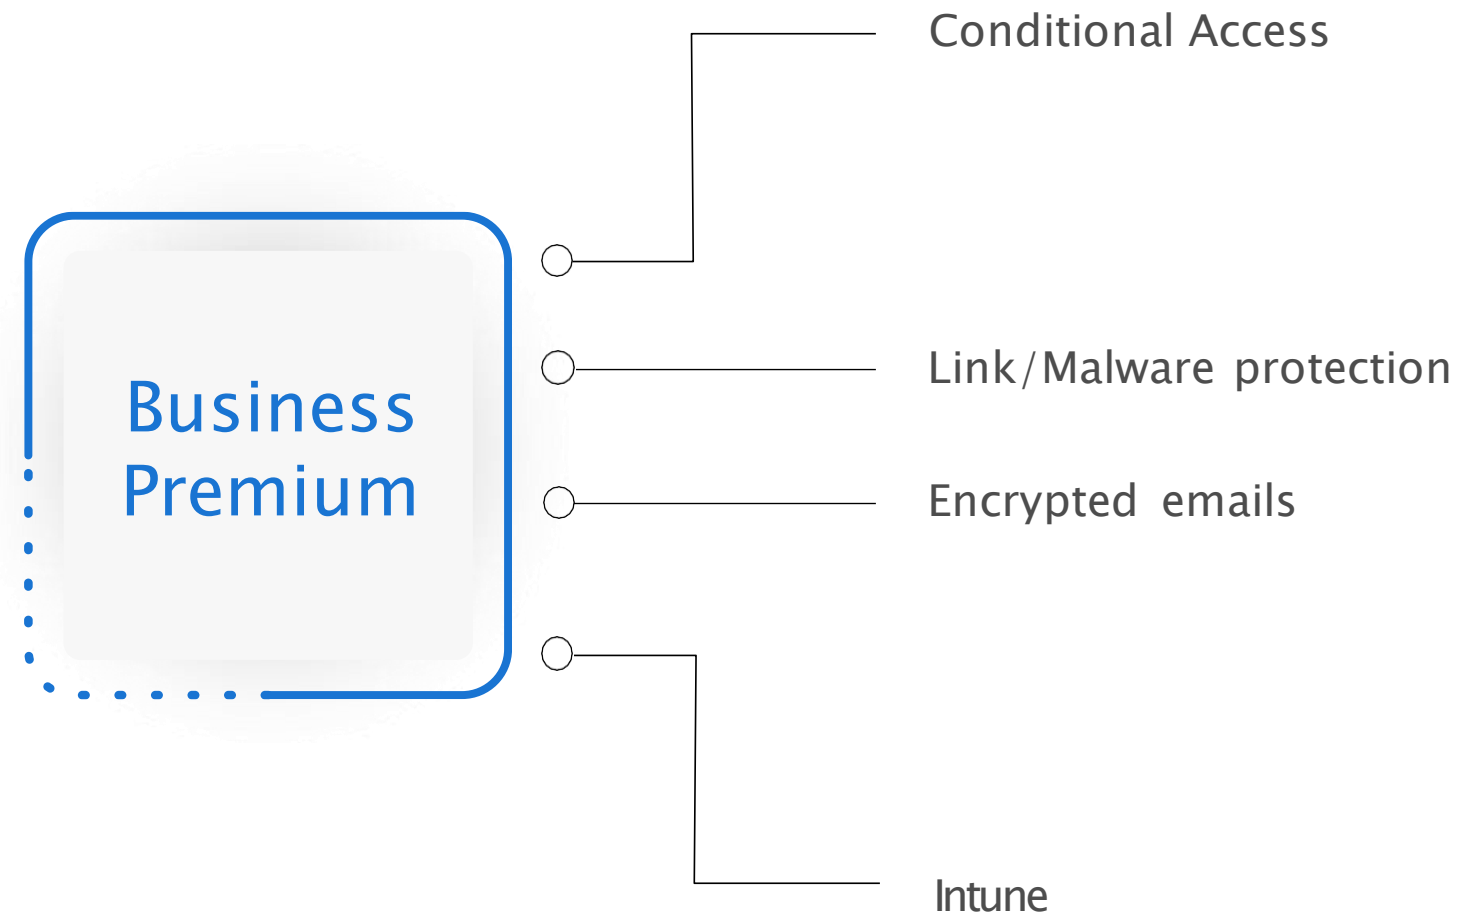 Conditional Access
Business
Premium
Link/Malware protection
Encrypted emails
Intune